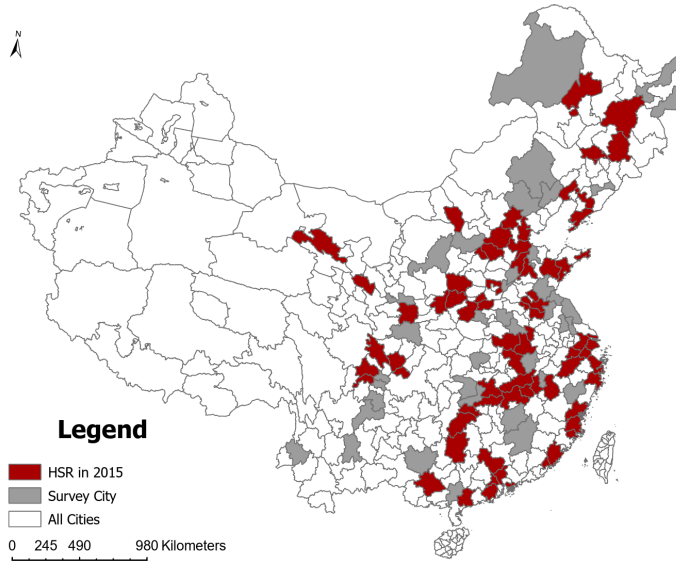 N
Legend
HSR in 2015
Survey City
All Cities
0 245 490 980 Kilometers